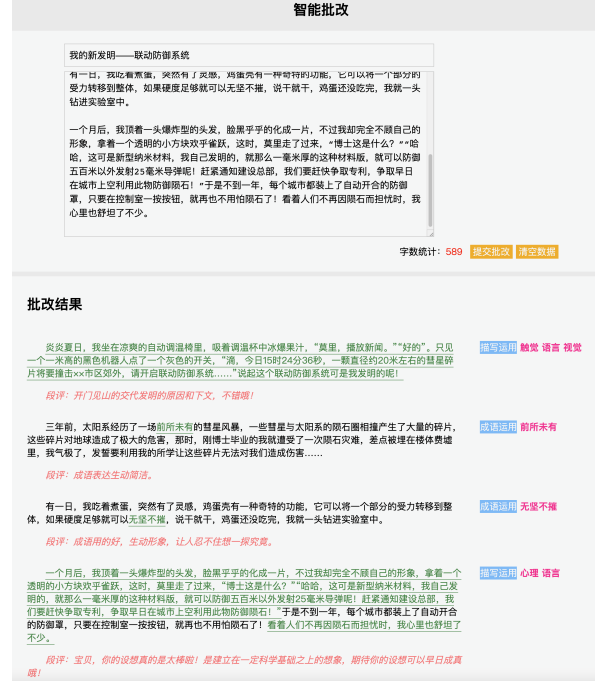 智能批改
我的新发明——联动防御系统
有一日，我吃着煮蛋，突然有了灵感，鸡蛋壳有一种奇特的功能，它可以将一个部分的
受力转移到整体，如果硬度足够就可以无坚不摧，说干就干，鸡蛋还没吃完，我就一头
钻进实验室中。
一个月后，我顶着一头爆炸型的头发，脸黑乎乎的化成一片，不过我却完全不顾自己的
形象，拿着一个透明的小方块欢乎雀跃，这时，莫里走了过来，“博士这是什么？”“哈
哈，这可是新型纳米材料，我自己发明的，就那么一毫米厚的这种材料版，就可以防御
五百米以外发射25毫米导弹呢！赶紧通知建设总部，我们要赶快争取专利，争取早日
在城市上空利用此物防御陨石！”于是不到一年，每个城市都装上了自动开合的防御
罩，只要在控制室一按按钮，就再也不用怕陨石了！看着人们不再因陨石而担忧时，我
心里也舒坦了不少。
字数统计：589 提交批改 清空数据
批改结果
炎炎夏日，我坐在凉爽的自动调温椅里，吸着调温杯中冰爆果汁，“莫里，播放新闻。”“好的”。只见 描写运用 触觉 语言 视觉
一个一米高的黑色机器人点了一个灰色的开关，“滴，今日15时24分36秒，一颗直径约20米左右的彗星碎
片将要撞击××市区郊外，请开启联动防御系统……”说起这个联动防御系统可是我发明的呢！
段评：开门见山的交代发明的原因和下文，不错哦！
三年前，太阳系经历了一场前所未有的彗星风暴，一些彗星与太阳系的陨石圈相撞产生了大量的碎片， 成语运用 前所未有
这些碎片对地球造成了极大的危害，那时，刚博士毕业的我就遭受了一次陨石灾难，差点被埋在楼体费墟
里，我气极了，发誓要利用我的所学让这些碎片无法对我们造成伤害……
段评：成语表达生动简洁。
有一日，我吃着煮蛋，突然有了灵感，鸡蛋壳有一种奇特的功能，它可以将一个部分的受力转移到整 成语运用 无坚不摧
体，如果硬度足够就可以无坚不摧，说干就干，鸡蛋还没吃完，我就一头钻进实验室中。
段评：成语用的好，生动形象，让人忍不住想一探究竟。
一个月后，我顶着一头爆炸型的头发，脸黑乎乎的化成一片，不过我却完全不顾自己的形象，拿着一个 描写运用 心理 语言
透明的小方块欢乎雀跃，这时，莫里走了过来，“博士这是什么？”“哈哈，这可是新型纳米材料，我自己发
明的，就那么一毫米厚的这种材料版，就可以防御五百米以外发射25毫米导弹呢！赶紧通知建设总部，我
们要赶快争取专利，争取早日在城市上空利用此物防御陨石！”于是不到一年，每个城市都装上了自动开合
的防御罩，只要在控制室一按按钮，就再也不用怕陨石了！看着人们不再因陨石而担忧时，我心里也舒坦了
不少。
段评：宝贝，你的设想真的是太棒啦！是建立在一定科学基础之上的想象，期待你的设想可以早日成真
哦！